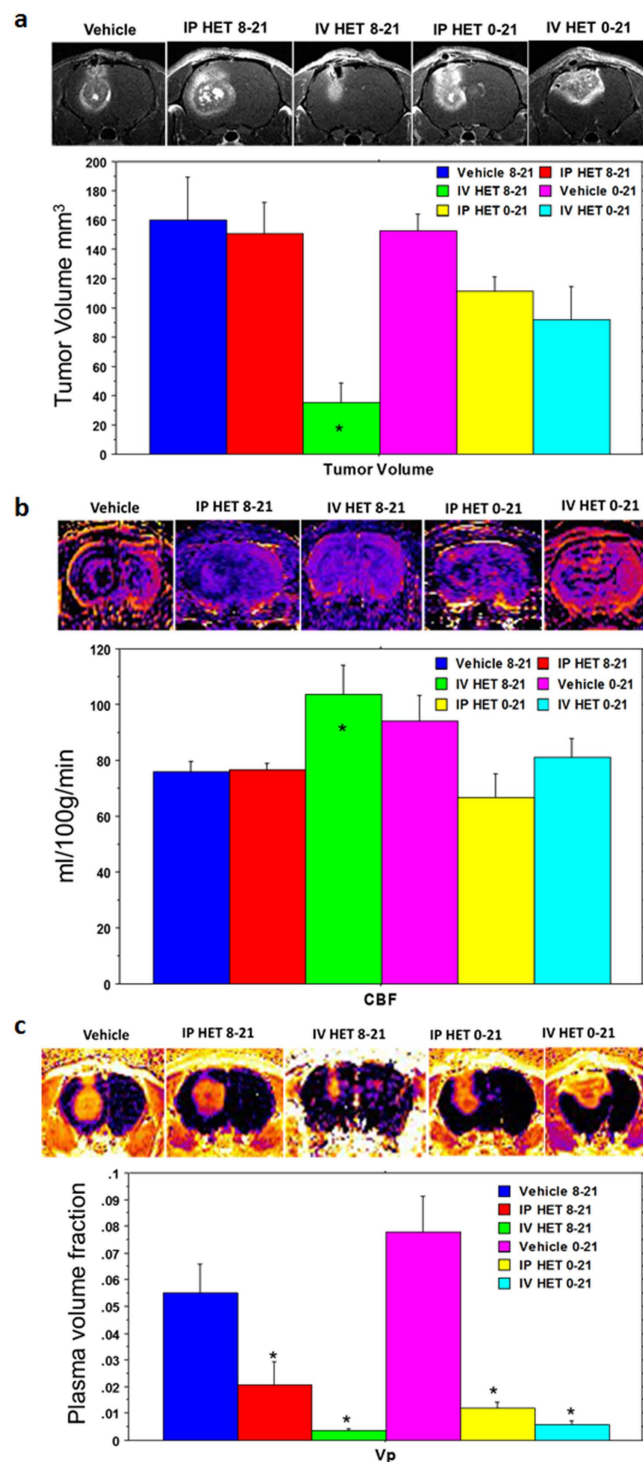 a
Vehicle IP HET 8-21 IV HET 8-21 IP HET 0-21 IV HET 0-21
200
180
160
140
120
100
80
60
40
20
0
Tumor Volume mm³
Vehicle 8-21 IP HET 8-21
IV HET 8-21 Vehicle 0-21
IP HET 0-21 IV HET 0-21
*
Tumor Volume
b
Vehicle IP HET 8-21 IV HET 8-21 IP HET 0-21 IV HET 0-21
120
100
80
60
40
20
0
ml/100g/min
Vehicle 8-21 IP HET 8-21
IV HET 8-21 Vehicle 0-21
IP HET 0-21 IV HET 0-21
*
CBF
c
Vehicle IP HET 8-21 IV HET 8-21 IP HET 0-21 IV HET 0-21
.1
.09
.08
.07
.06
.05
.04
.03
.02
.01
0
Plasma volume fraction
Vehicle 8-21
IP HET 8-21
IV HET 8-21
Vehicle 0-21
IP HET 0-21
IV HET 0-21
* * * *
Vp